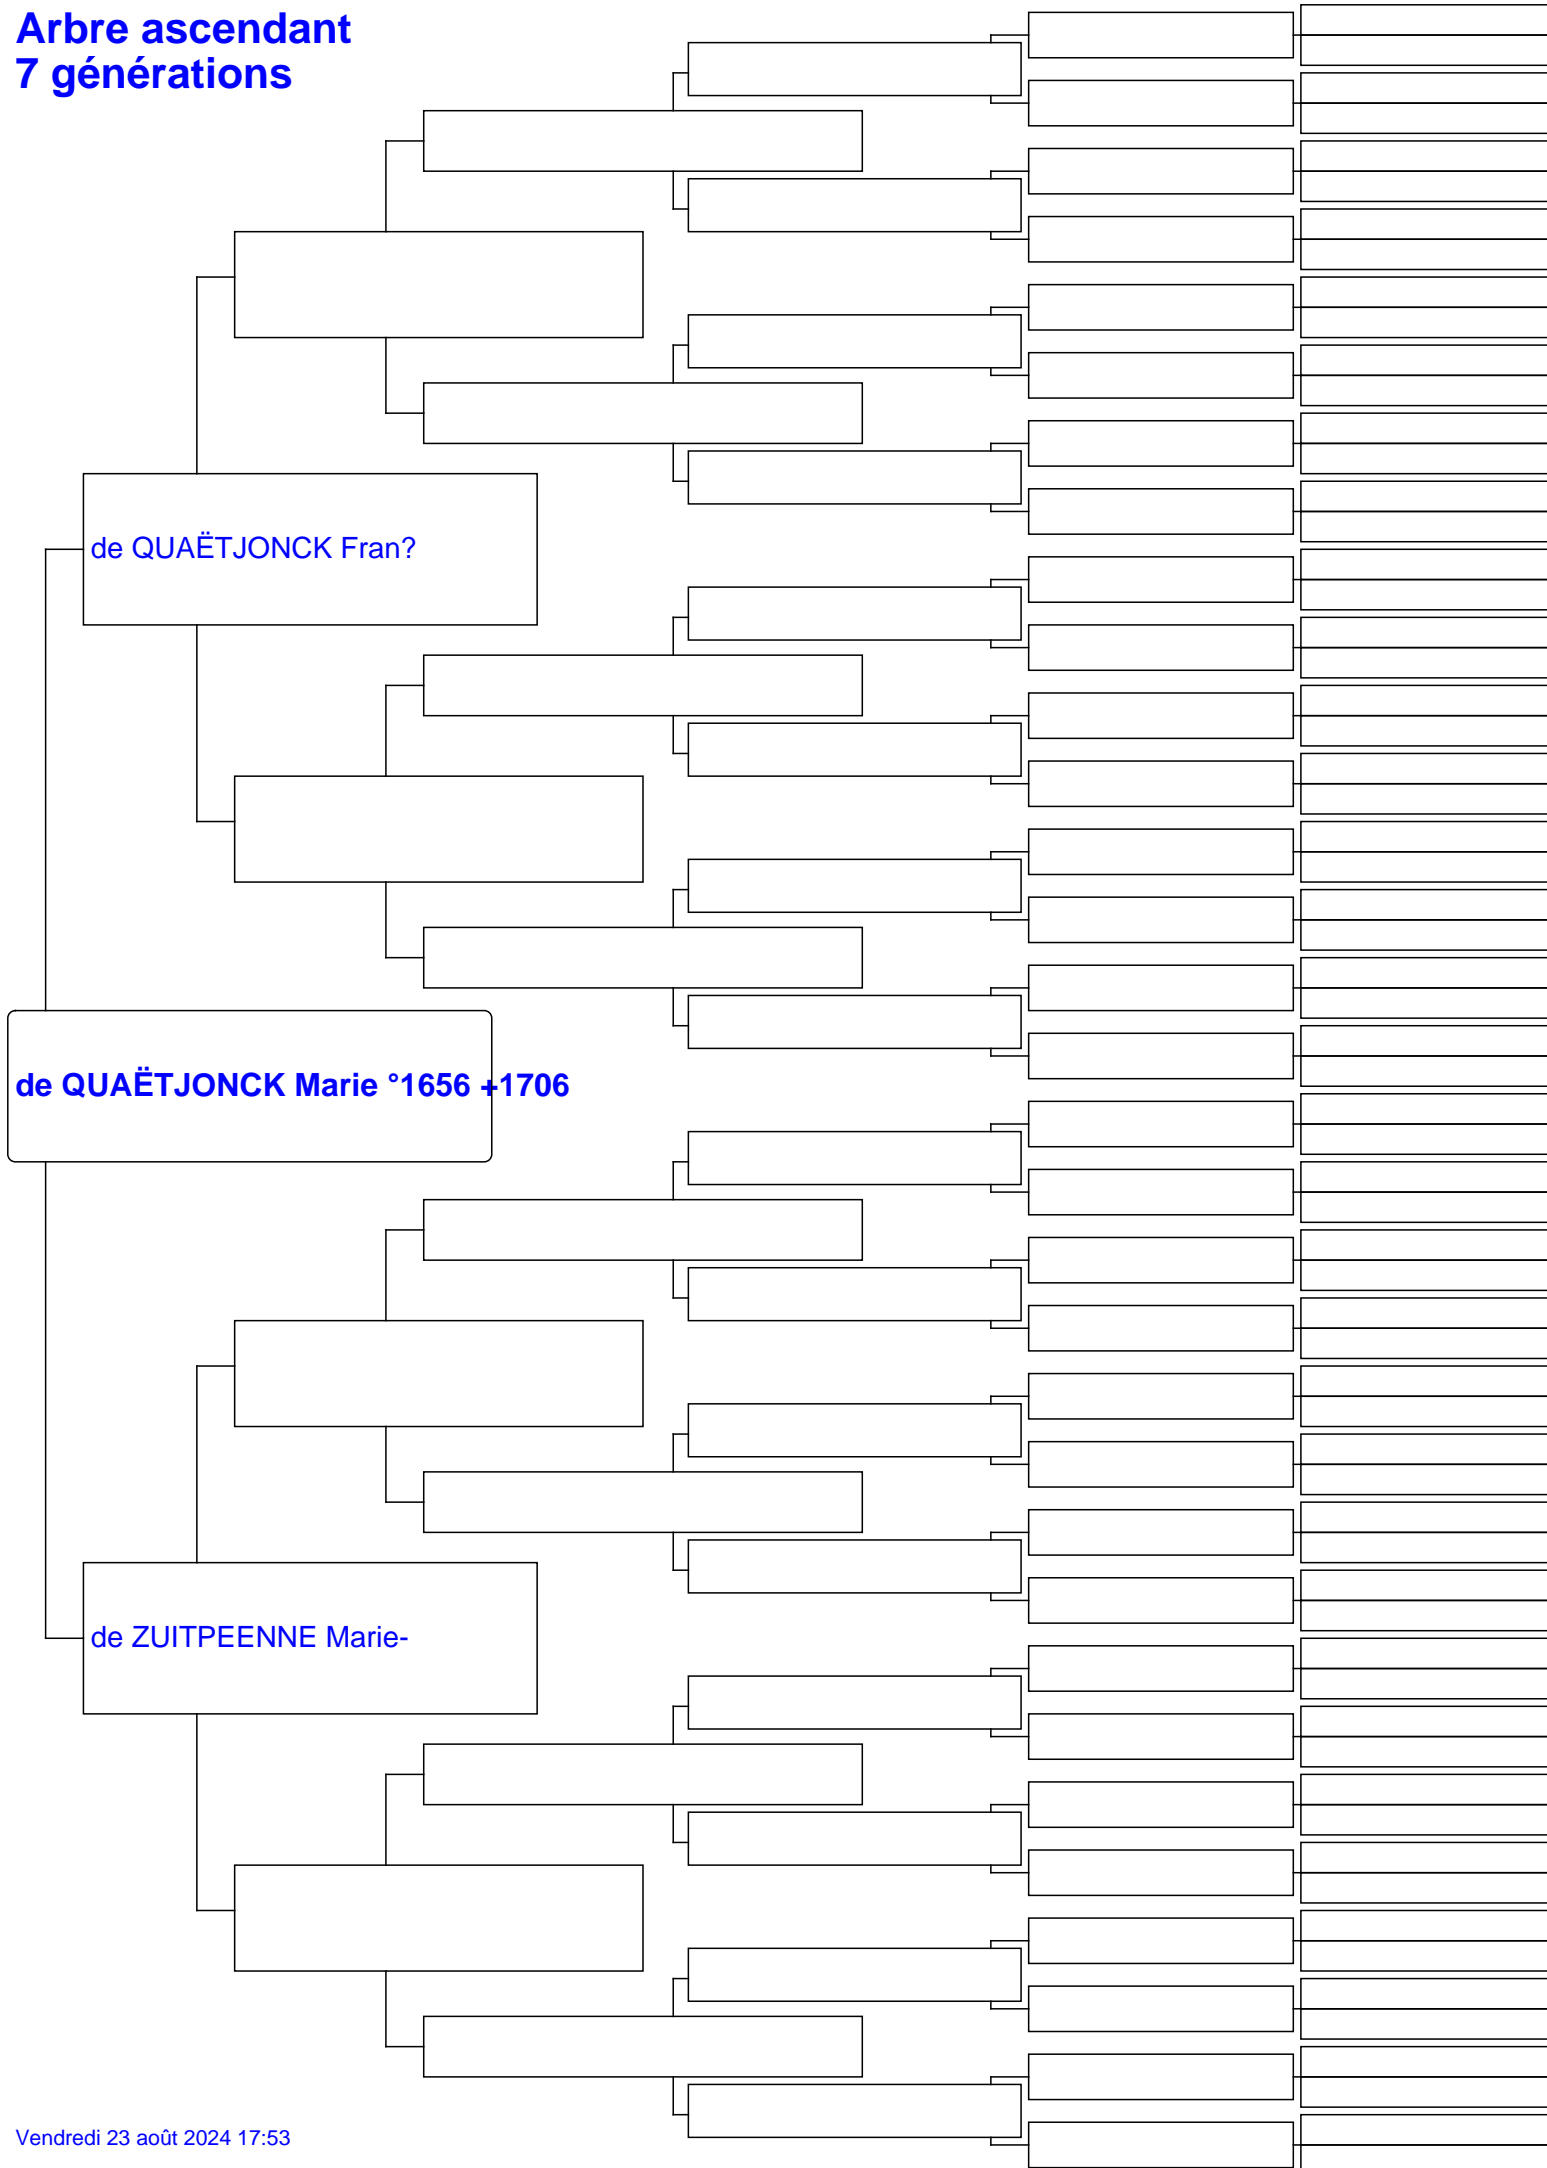 Arbre ascendant
7 générations
de QUAËTJONCK Fran?
de QUAËTJONCK Marie °1656 +1706
de ZUITPEENNE Marie-
Vendredi 23 août 2024 17:53